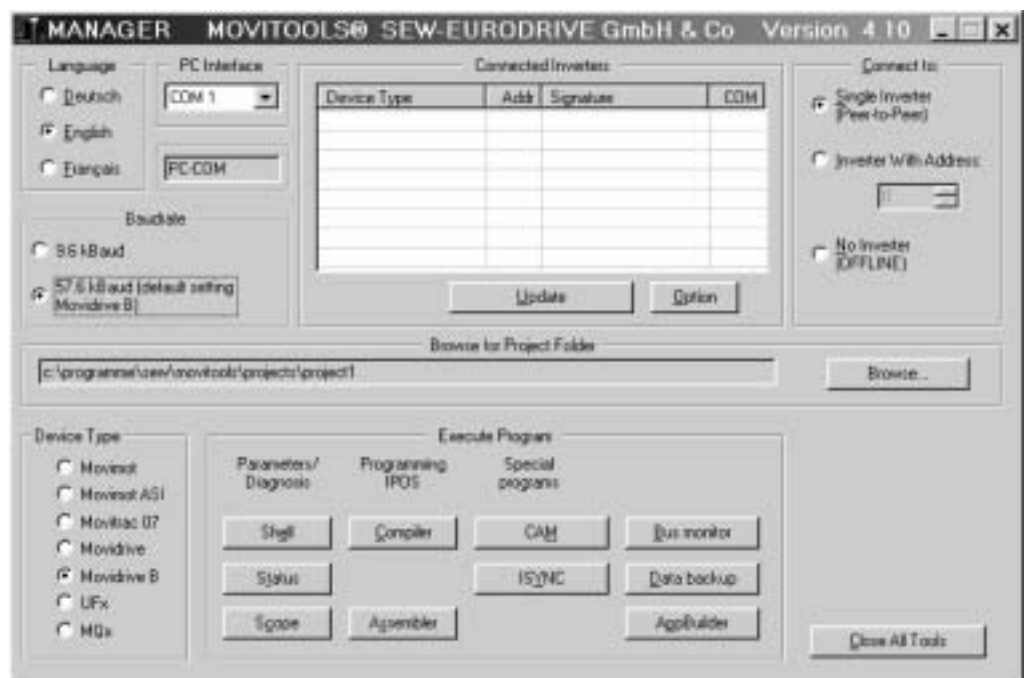 MANAGER MOVITOOLS® SEW-EURODRIVE GmbH & Co Version 4.10
Language
Deutsch
English
Français
PC Interface
COM 1
PC-COM
Baudrate
9.6 kBaud
57.6 kBaud (default setting
Movidrive B)
Connected Inverters
Device Type Addr Signature COM
Update
Option
Connect to:
Single Inverter
(Peer-to-Peer)
Inverter With Address:
No Inverter
(OFFLINE)
Browse for Project Folder
c:\programme\sew\movitools\projects\project1
Browse...
Device Type
Movimot
Movimot ASI
Movitrac 07
Movidrive
Movidrive B
UFx
MQx
Execute Program
Parameters/
Diagnosis
Programming
IPOS
Special
programs
Shell
Compiler
CAM
Bus monitor
Status
ISYNC
Data backup
Scope
Assembler
AppBuilder
Close All Tools